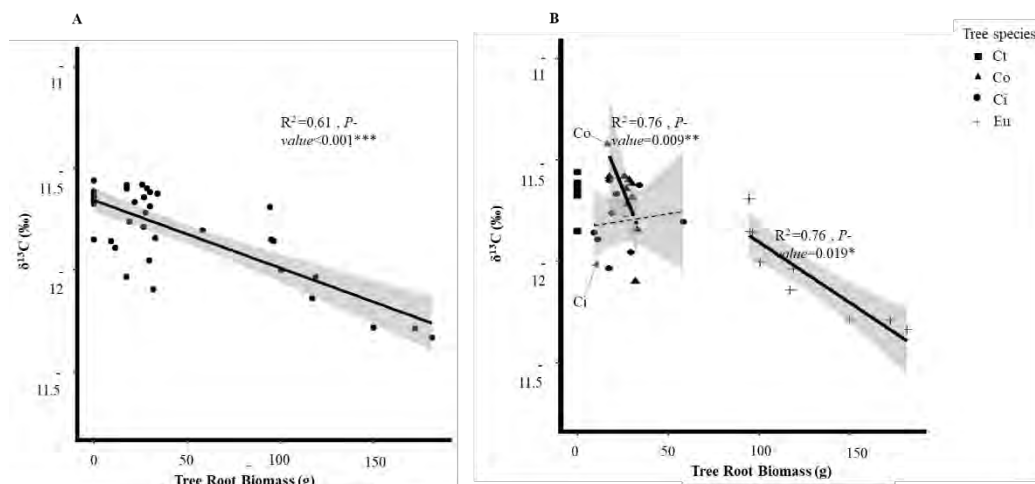 A
-
11
-
11.5
-
12
-
11.5
δ¹³C (‰)
R²=0.61 , P-
value<0.001***
0
50
100
150
Tree Root Biomass (g)
B
-
11
-
11.5
-
12
-
11.5
δ¹³C (‰)
Co
R²=0.76 , P-
value=0.009**
Ci
R²=0.76 , P-
value=0.019*
0
50
100
150
Tree Root Biomass (g)
Tree species
Ct
Co
Ci
Eu